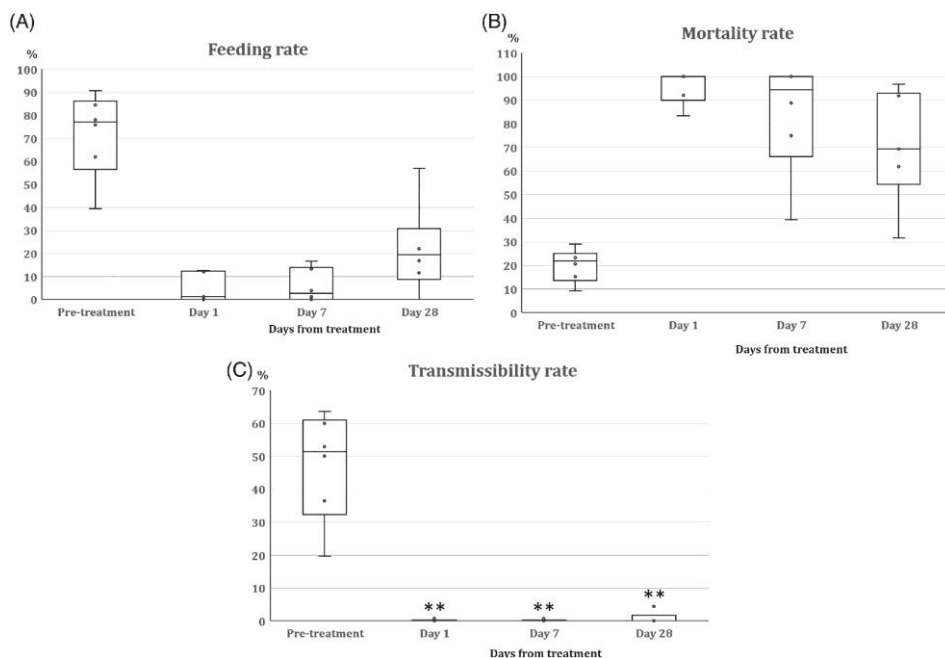 (A)
Feeding rate
%
100
90
80
70
60
50
40
30
20
10
0
Pre-treatment Day 1 Day 7 Day 28
Days from treatment
(B)
Mortality rate
%
110
100
90
80
70
60
50
40
30
20
10
0
Pre-treatment Day 1 Day 7 Day 28
Days from treatment
(C)
Transmissibility rate
%
70
60
50
40
30
20
10
0
** ** **
Pre-treatment Day 1 Day 7 Day 28
Days from treatment